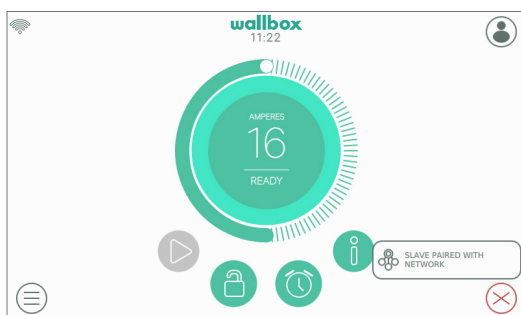 wallbox
11:22
AMPERES
16
READY
SLAVE PAIRED WITH
NETWORK